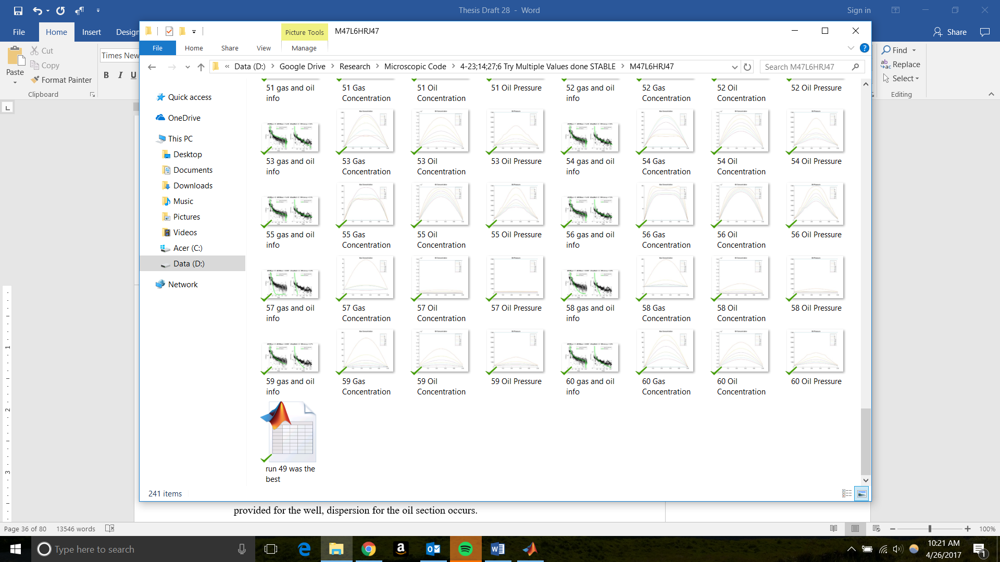 Thesis Draft 28 - Word
Sign in
File
Home
Insert
Design
Share
Paste
Cut
Copy
Format Painter
Clipboard
Times New
B I U
Find
Replace
Select
Editing
Picture Tools
M47L6HRJ47
File
Home
Share
View
Manage
« Data (D:) > Google Drive > Research > Microscopic Code > 4-23;14;27;6 Try Multiple Values done STABLE > M47L6HRJ47
Search M47L6HRJ47
Quick access
OneDrive
This PC
Desktop
Documents
Downloads
Music
Pictures
Videos
Acer (C:)
Data (D:)
Network
51 gas and oil info
51 Gas Concentration
51 Oil Concentration
51 Oil Pressure
52 gas and oil info
52 Gas Concentration
52 Oil Concentration
52 Oil Pressure
53 gas and oil info
53 Gas Concentration
53 Oil Concentration
53 Oil Pressure
54 gas and oil info
54 Gas Concentration
54 Oil Concentration
54 Oil Pressure
55 gas and oil info
55 Gas Concentration
55 Oil Concentration
55 Oil Pressure
56 gas and oil info
56 Gas Concentration
56 Oil Concentration
56 Oil Pressure
57 gas and oil info
57 Gas Concentration
57 Oil Concentration
57 Oil Pressure
58 gas and oil info
58 Gas Concentration
58 Oil Concentration
58 Oil Pressure
59 gas and oil info
59 Gas Concentration
59 Oil Concentration
59 Oil Pressure
60 gas and oil info
60 Gas Concentration
60 Oil Concentration
60 Oil Pressure
run 49 was the best
241 items
1
2
3
provided for the well, dispersion for the oil section occurs.
Page 36 of 80
13546 words
100%
Type here to search
10:21 AM
4/26/2017
1